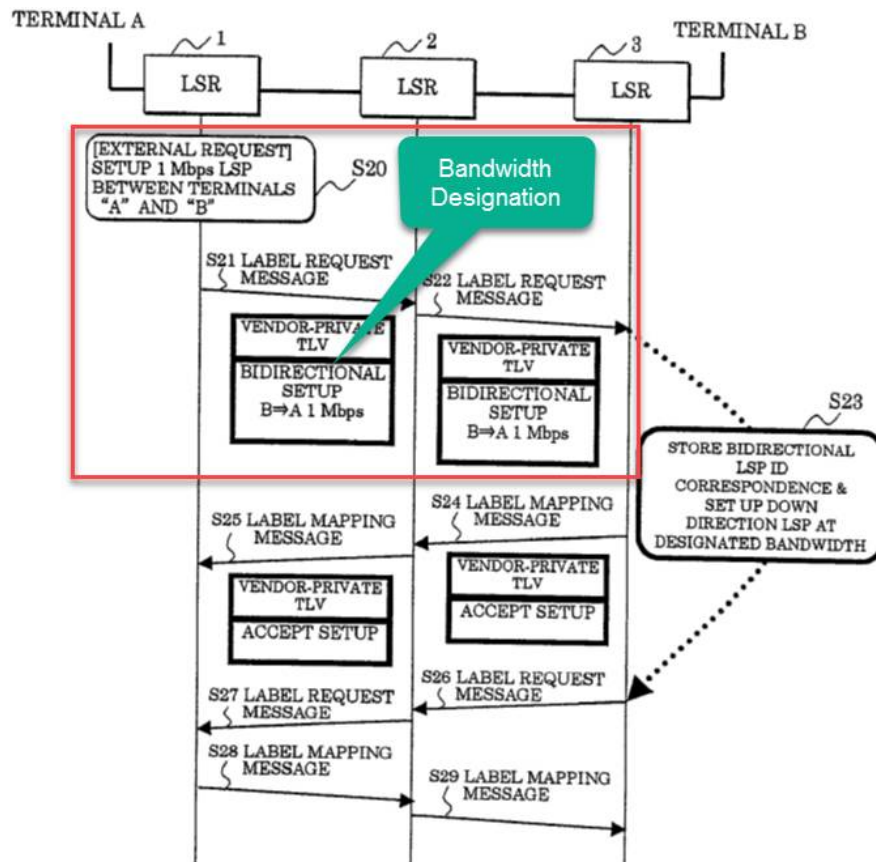 TERMINAL A
1
2
3
TERMINAL B
LSR
LSR
LSR
[EXTERNAL REQUEST]
SETUP 1 Mbps LSP
BETWEEN TERMINALS
"A" AND "B"
S20
Bandwidth
Designation
S21 LABEL REQUEST
MESSAGE
S22 LABEL REQUEST
MESSAGE
VENDOR-PRIVATE
TLV
BIDIRECTIONAL
SETUP
B⇒A 1 Mbps
VENDOR-PRIVATE
TLV
BIDIRECTIONAL
SETUP
B⇒A 1 Mbps
S23
STORE BIDIRECTIONAL
LSP ID
CORRESPONDENCE &
SET UP DOWN
DIRECTION LSP AT
DESIGNATED BANDWIDTH
S25 LABEL MAPPING
MESSAGE
S24 LABEL MAPPING
MESSAGE
VENDOR-PRIVATE
TLV
ACCEPT SETUP
VENDOR-PRIVATE
TLV
ACCEPT SETUP
S27 LABEL REQUEST
MESSAGE
S26 LABEL REQUEST
MESSAGE
S28 LABEL MAPPING
MESSAGE
S29 LABEL MAPPING
MESSAGE